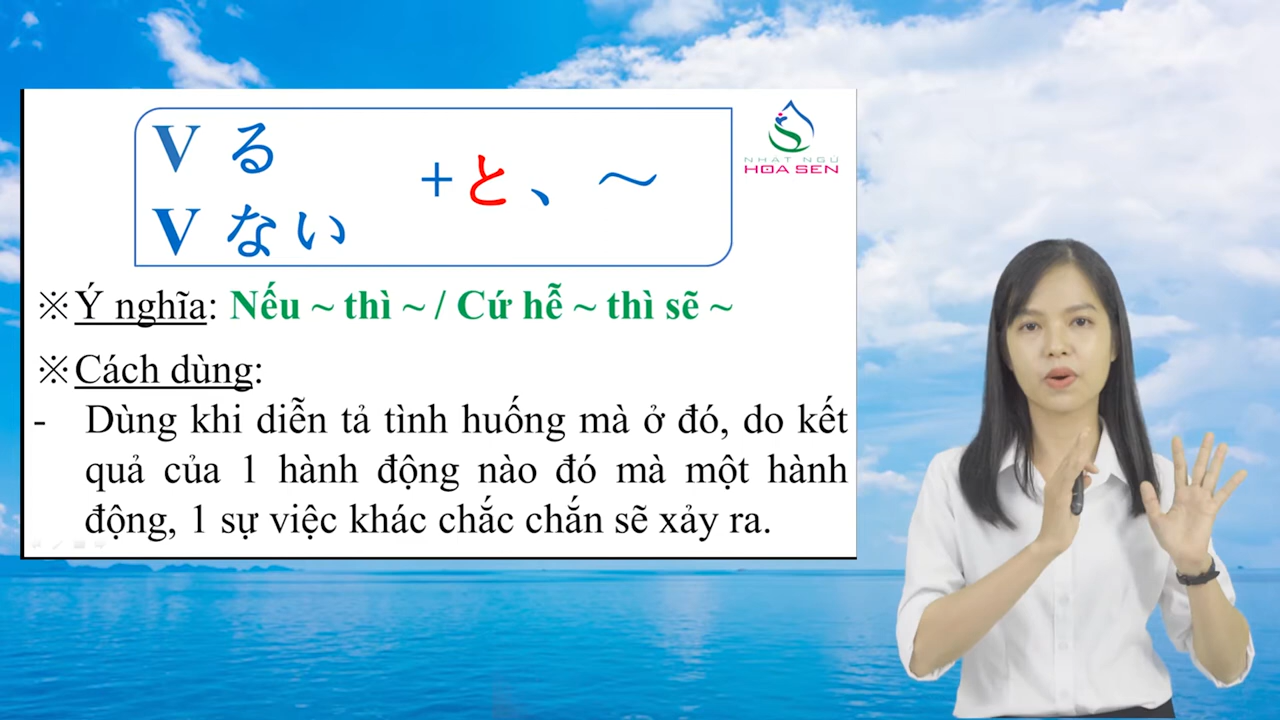 V る
+と、～
V ない
NHẬT NGỮ
HOA SEN
※Ý nghĩa: Nếu ~ thì ~ / Cứ hễ ~ thì sẽ ~
※Cách dùng:
- Dùng khi diễn tả tình huống mà ở đó, do kết
quả của 1 hành động nào đó mà một hành
động, 1 sự việc khác chắc chắn sẽ xảy ra.